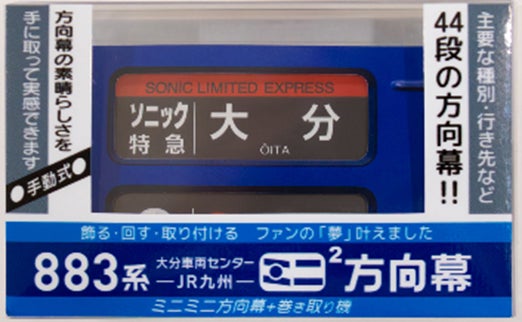 方向幕の素晴らしさを
手に取って実感できます
●手動式●
SONIC LIMITED EXPRESS
ソニック
特急
大分
ŌITA
主要な種別・行き先など
44段の方向幕!!
飾る・回す・取り付ける ファンの「夢」叶えました
883系
大分車両センター
―JR九州―
ミニ²方向幕
ミニミニ方向幕+巻き取り機